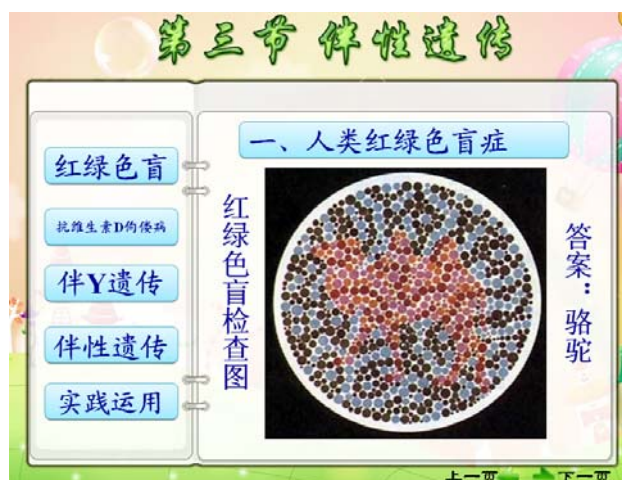 第三节 伴性遗传
一、人类红绿色盲症
红绿色盲
抗维生素D佝偻病
伴Y遗传
伴性遗传
实践运用
红绿色盲检查图
答案：骆驼
上一页
下一页